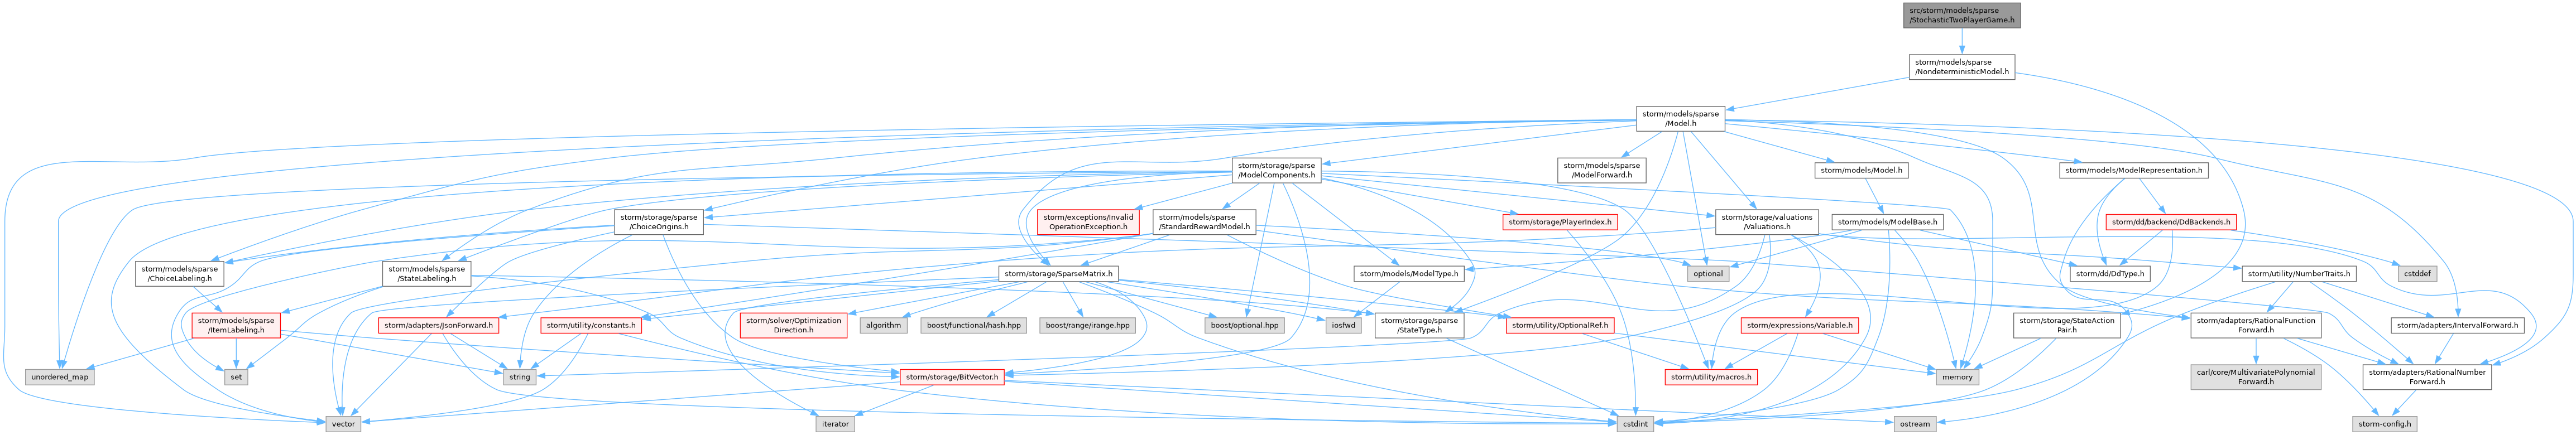 src/storm/models/sparse
/StochasticTwoPlayerGame.h
storm/models/sparse
/NondeterministicModel.h
storm/models/sparse
/Model.h
storm/storage/sparse
/ModelComponents.h
storm/models/sparse
/ModelForward.h
storm/models/Model.h
storm/models/ModelRepresentation.h
storm/storage/sparse
/ChoiceOrigins.h
storm/exceptions/Invalid
OperationException.h
storm/models/sparse
/StandardRewardModel.h
storm/storage/PlayerIndex.h
storm/storage/valuations
/Valuations.h
storm/models/ModelBase.h
storm/dd/backend/DdBackends.h
storm/models/sparse
/ChoiceLabeling.h
storm/models/sparse
/StateLabeling.h
storm/storage/SparseMatrix.h
storm/models/ModelType.h
optional
storm/dd/DdType.h
storm/utility/NumberTraits.h
cstddef
storm/models/sparse
/ItemLabeling.h
storm/adapters/JsonForward.h
storm/utility/constants.h
storm/solver/Optimization
Direction.h
algorithm
boost/functional/hash.hpp
boost/range/irange.hpp
boost/optional.hpp
iosfwd
storm/storage/sparse
/StateType.h
storm/utility/OptionalRef.h
storm/expressions/Variable.h
storm/storage/StateAction
Pair.h
storm/adapters/RationalFunction
Forward.h
storm/adapters/IntervalForward.h
unordered_map
set
string
storm/storage/BitVector.h
storm/utility/macros.h
memory
carl/core/MultivariatePolynomial
Forward.h
storm/adapters/RationalNumber
Forward.h
vector
iterator
cstdint
ostream
storm-config.h